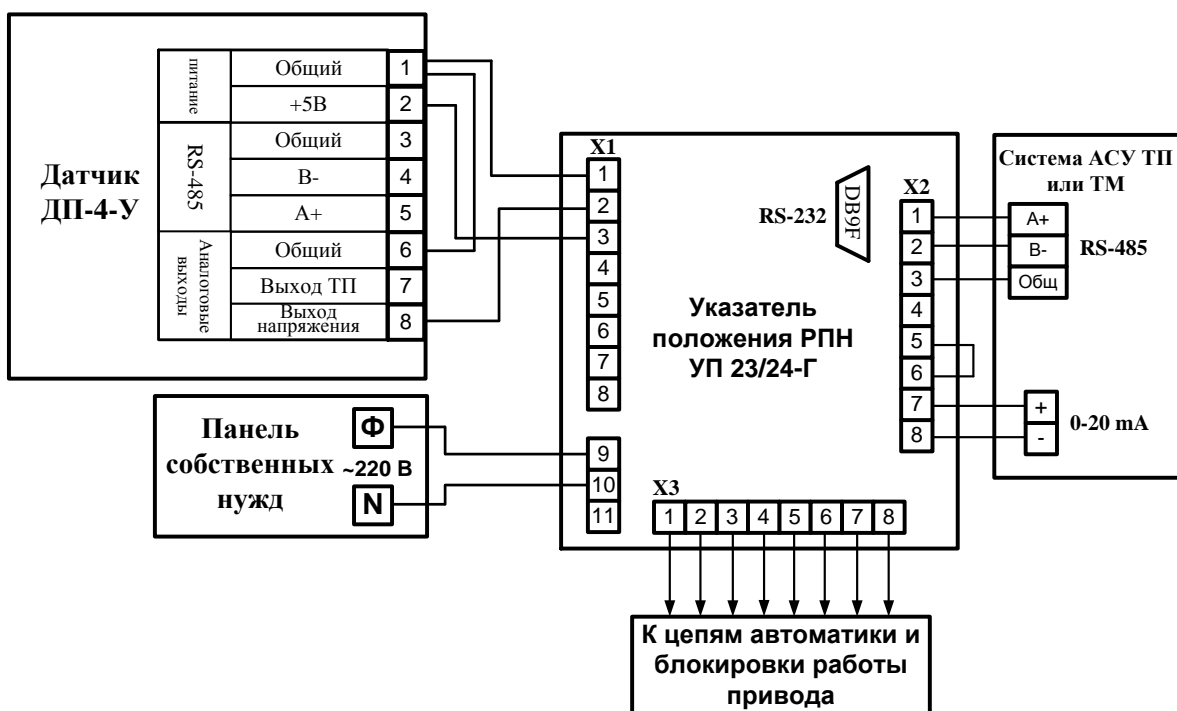 Датчик
ДП-4-У
питание
Общий
1
+5В
2
RS-485
Общий
3
В-
4
А+
5
Аналоговые
выходы
Общий
6
Выход ТП
7
Выход
напряжения
8
Панель
собственных
нужд
Ф
~220 В
N
X1
1
2
3
4
5
6
7
8
9
10
11
RS-232
DB9F
Указатель
положения РПН
УП 23/24-Г
X2
1
2
3
4
5
6
7
8
X3
1
2
3
4
5
6
7
8
Система АСУ ТП
или ТМ
А+
В-
Общ
RS-485
+
-
0-20 mA
К цепям автоматики и
блокировки работы
привода